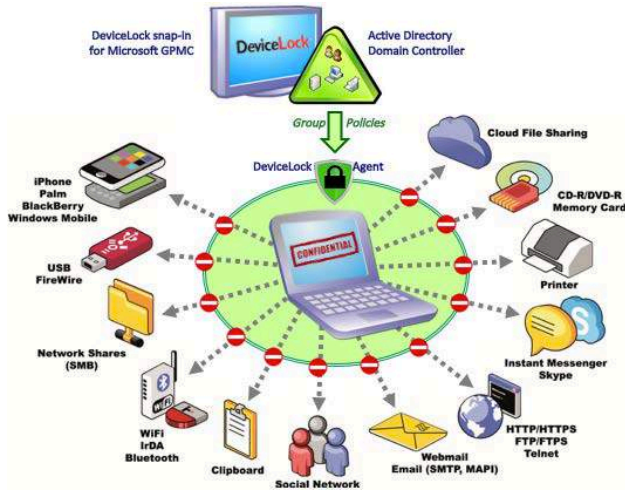 DeviceLock snap-in
for Microsoft GPMC
DeviceLock
Active Directory
Domain Controller
Group Policies
DeviceLock Agent
Cloud File Sharing
iPhone
Palm
BlackBerry
Windows Mobile
CD-R/DVD-R
Memory Card
CONFIDENTIAL
USB
FireWire
Printer
Network Shares
(SMB)
S
Instant Messenger
Skype
WiFi
WiFi
IrDA
Bluetooth
Clipboard
Social Network
Webmail
Email (SMTP, MAPI)
HTTP/HTTPS
FTP/FTPS
Telnet